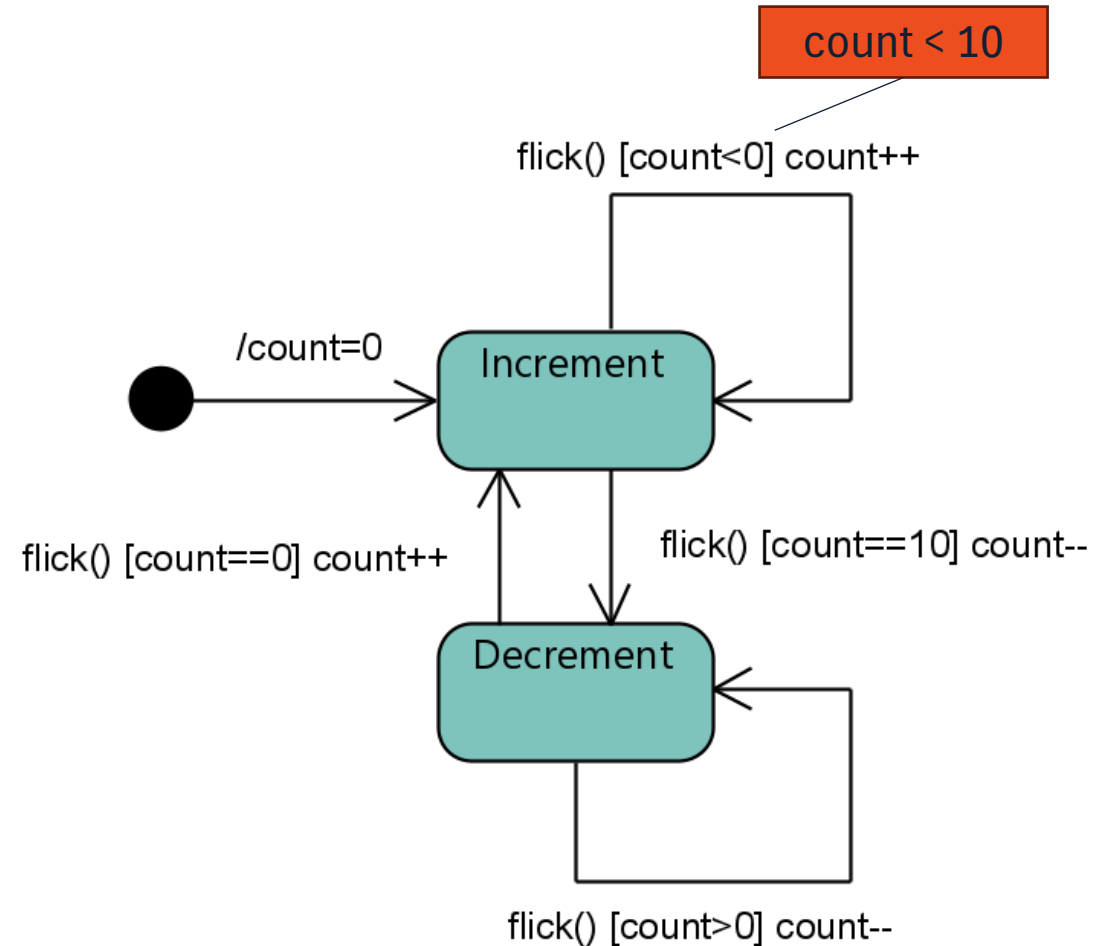 count < 10
flick() [count<0] count++
/count=0
Increment
flick() [count==0] count++
flick() [count==10] count--
Decrement
flick() [count>0] count--